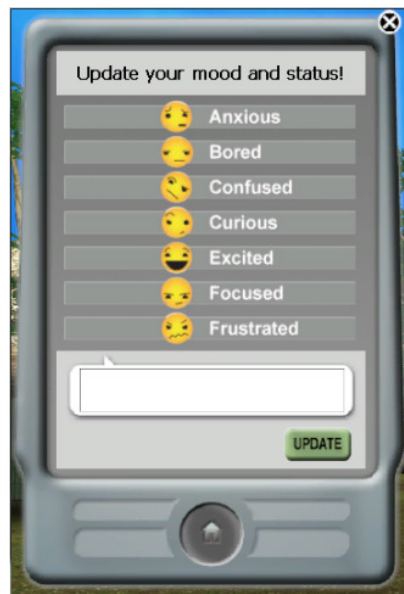 Update your mood and status!
Anxious
Bored
Confused
Curious
Excited
Focused
Frustrated
UPDATE